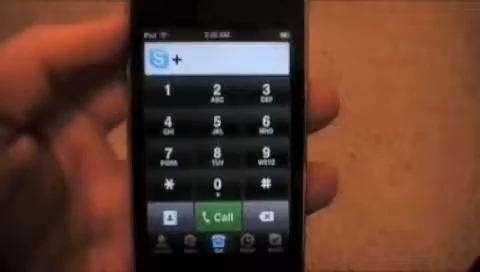 iPod
S +
1 2 3
ABC DEF
4 5 6
GHI JKL MNO
7 8 9
PQRS TUV WXYZ
* 0 #
+
Call